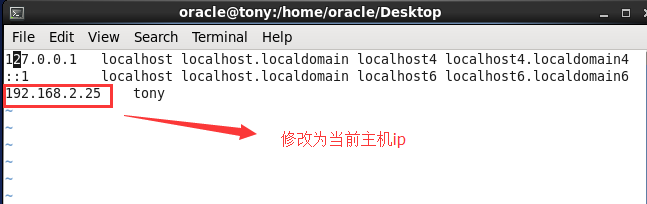 oracle@tony:/home/oracle/Desktop
File Edit View Search Terminal Help
127.0.0.1   localhost localhost.localdomain localhost4 localhost4.localdomain4
::1         localhost localhost.localdomain localhost6 localhost6.localdomain6
192.168.2.25    tony
~
~
~
修改为当前主机ip
~
~
~